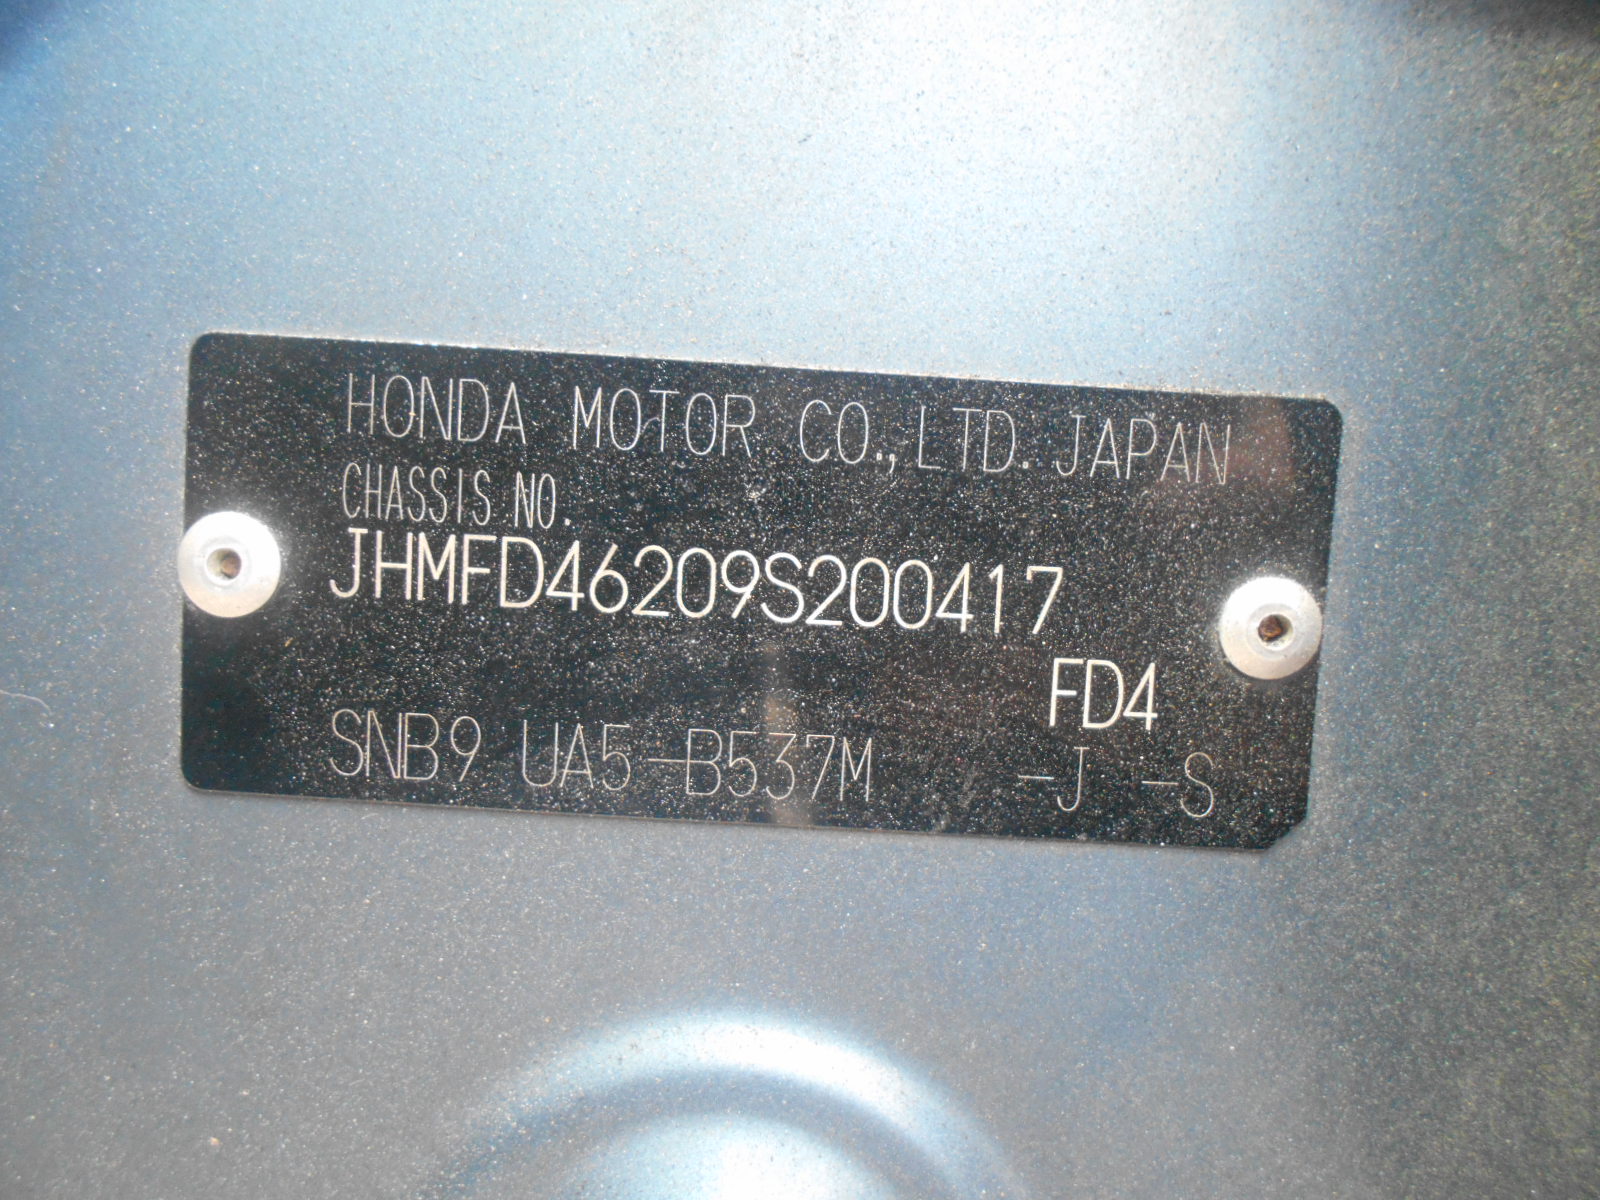 HONDA MOTOR CO., LTD. JAPAN
CHASSIS NO.
JHMFD46209S200417
FD4
SNB9 UA5-B537M -J -S